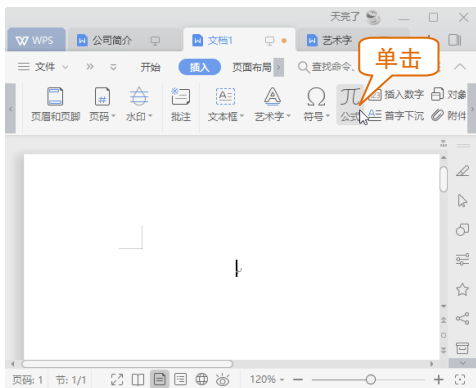 天亮了
WPS 公司简介 文档1 艺术字
文件 开始 插入 页面布局 查找命令
单击
页眉和页脚 页码 水印 批注 文本框 艺术字 符号 公式 插入数字 首字下沉 对象 附件
页码: 1 节: 1/1 120%